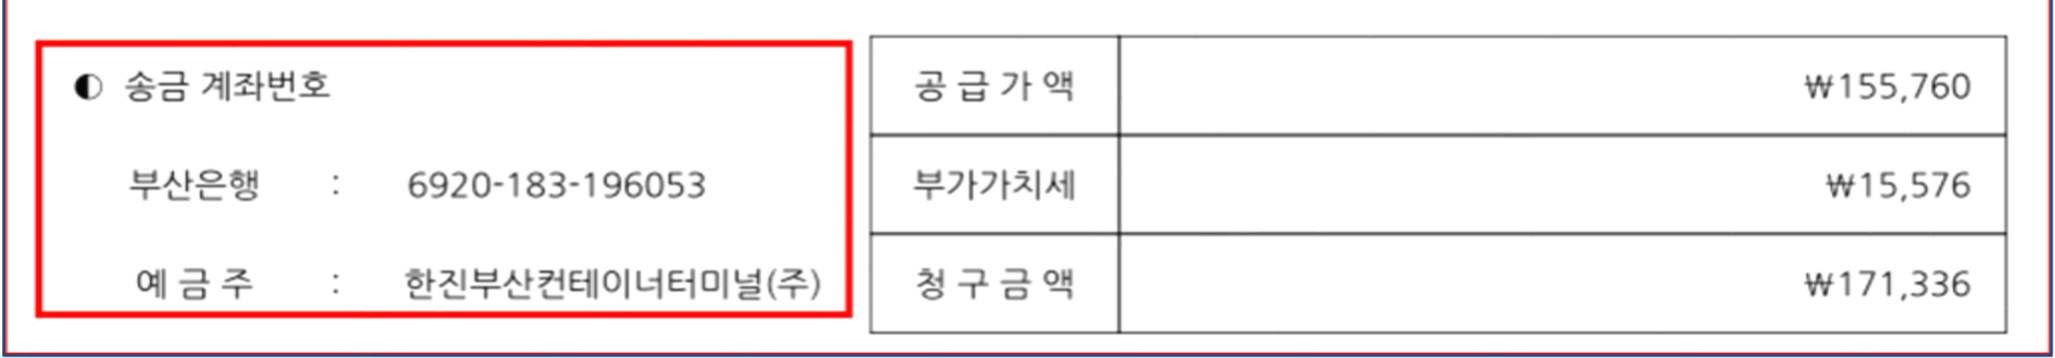 ◐ 송금 계좌번호
부산은행 : 6920-183-196053
예 금 주 : 한진부산컨테이너터미널(주)
공 급 가 액 ₩155,760
부가가치세 ₩15,576
청 구 금 액 ₩171,336